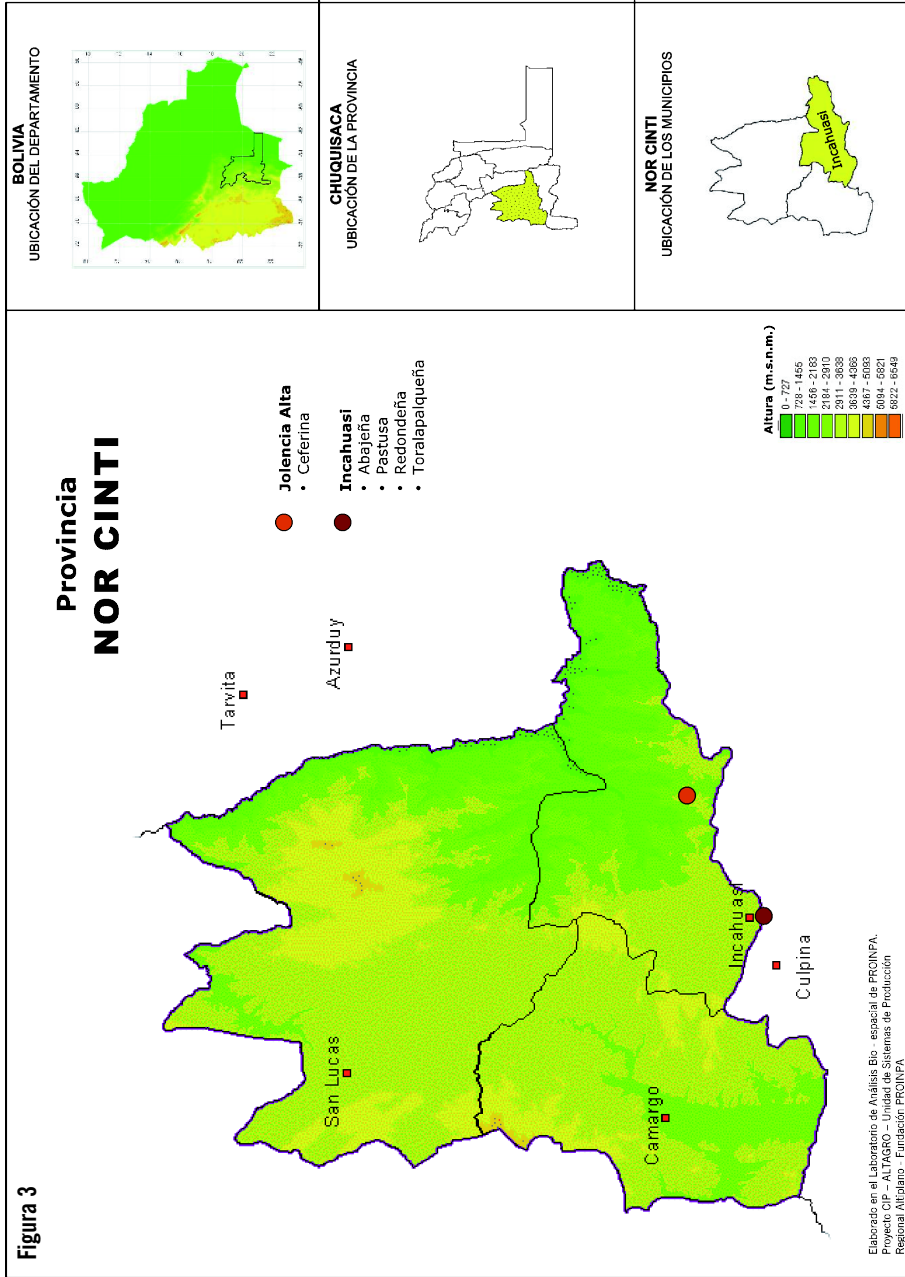 Figura 3
Provincia
NOR CINTI
Tarvita
Azurduy
San Lucas
Camargo
Incahuasi
Culpina
Jolencia Alta
• Ceferina
Incahuasi
• Abajeña
• Pastusa
• Redondeña
• Toralapalqueña
Altura (m.s.n.m.)
0 - 727
728 - 1455
1456 - 2183
2184 - 2910
2911 - 3638
3639 - 4366
4367 - 5093
5094 - 5821
5822 - 6549
Elaborado en el Laboratorio de Análisis Bio - espacial de PROINPA.
Proyecto CIP – ALTAGRO – Unidad de Sistemas de Producción
Regional Altiplano - Fundación PROINPA
BOLIVIA
UBICACIÓN DEL DEPARTAMENTO
CHUQUISACA
UBICACIÓN DE LA PROVINCIA
NOR CINTI
UBICACIÓN DE LOS MUNICIPIOS
Incahuasi